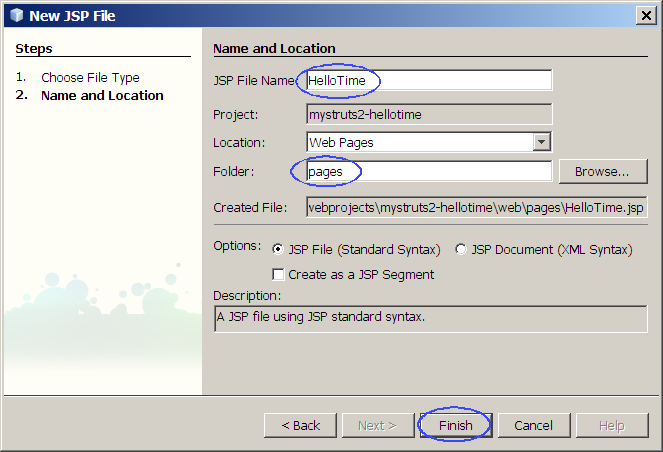 New JSP File
Steps
1. Choose File Type
2. Name and Location
Name and Location
JSP File Name: HelloTime
Project: mystruts2-hellotime
Location: Web Pages
Folder: pages Browse...
Created File: vebprojects\mystruts2-hellotime\web\pages\HelloTime.jsp
Options: JSP File (Standard Syntax) JSP Document (XML Syntax)
Create as a JSP Segment
Description:
A JSP file using JSP standard syntax.
< Back Next > Finish Cancel Help